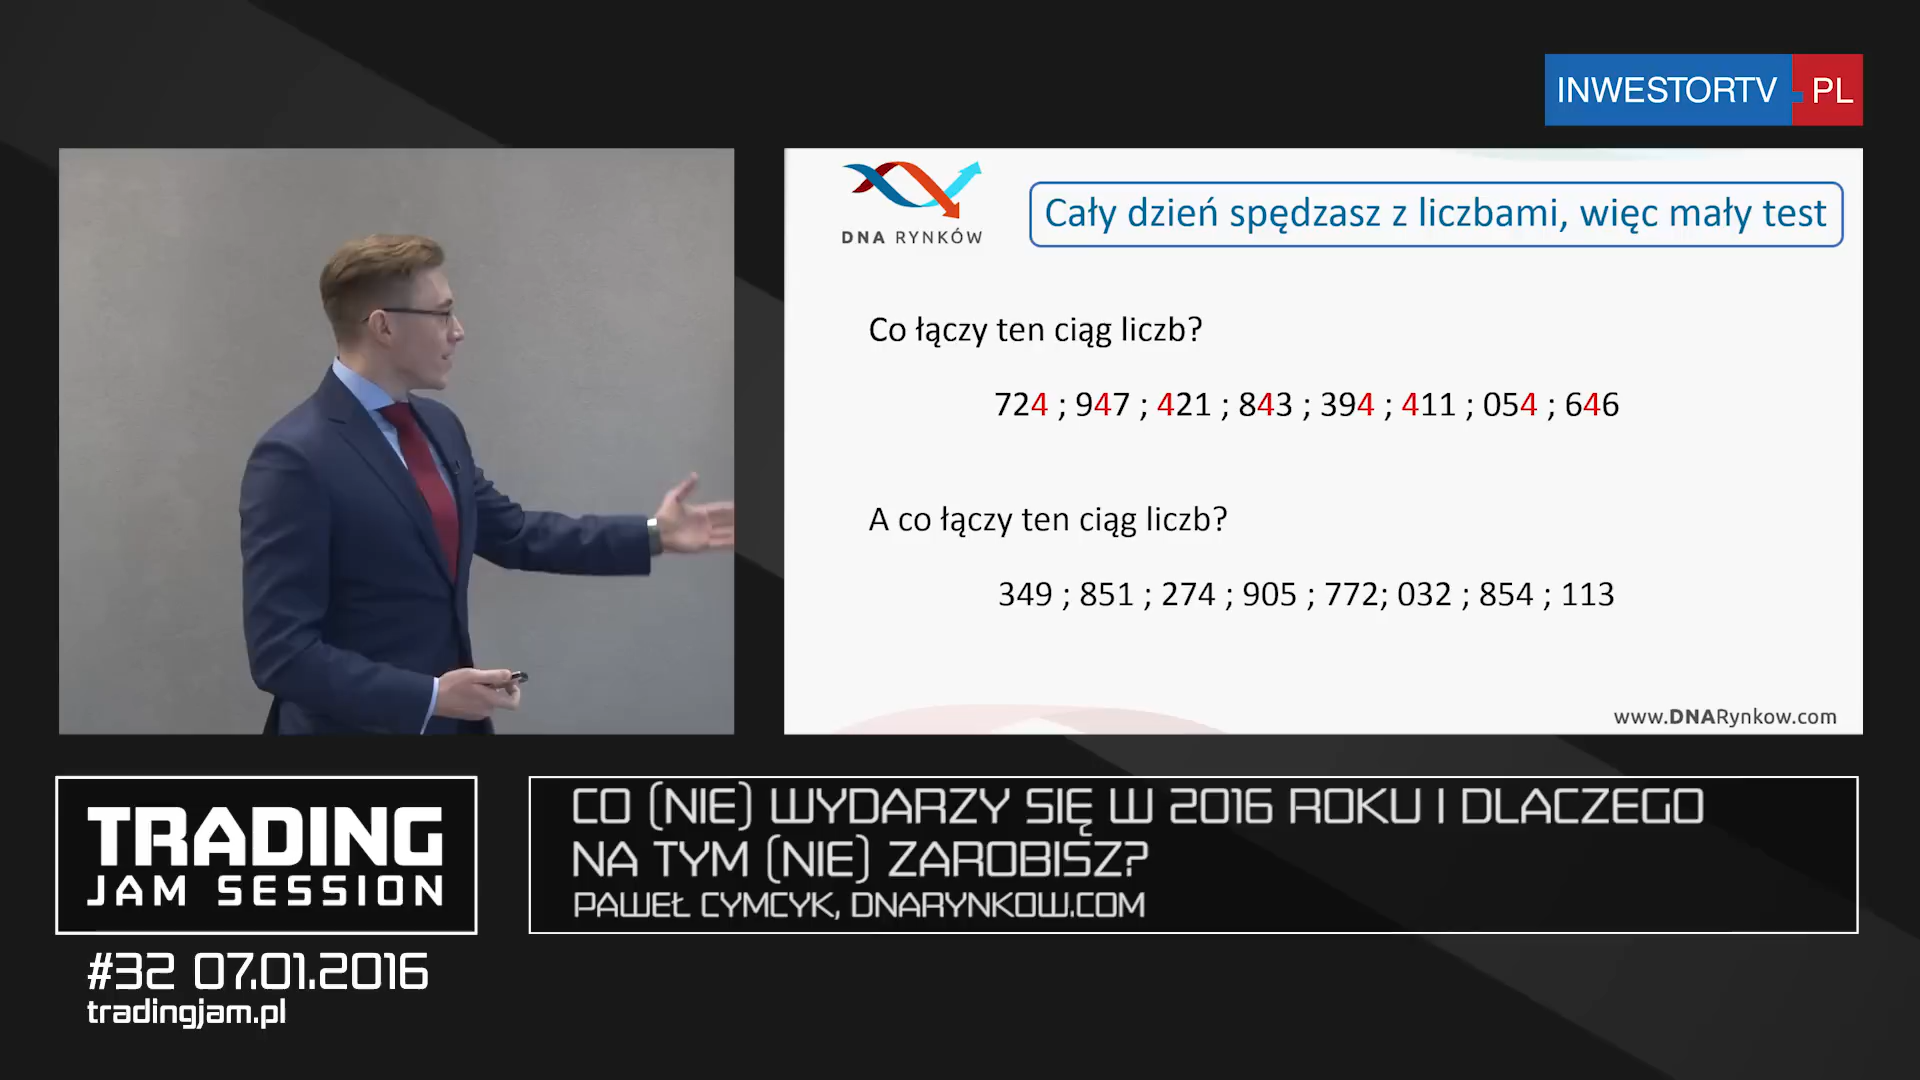 INWESTORTV.PL
DNA RYNKÓW
Cały dzień spędzasz z liczbami, więc mały test
Co łączy ten ciąg liczb?
724 ; 947 ; 421 ; 843 ; 394 ; 411 ; 054 ; 646
A co łączy ten ciąg liczb?
349 ; 851 ; 274 ; 905 ; 772; 032 ; 854 ; 113
www.DNARynkow.com
TRADING
JAM SESSION
#32 07.01.2016
tradingjam.pl
CO (NIE) WYDARZY SIĘ W 2016 ROKU I DLACZEGO
NA TYM (NIE) ZAROBISZ?
PAWEŁ CYMCYK, DNARYNKOW.COM